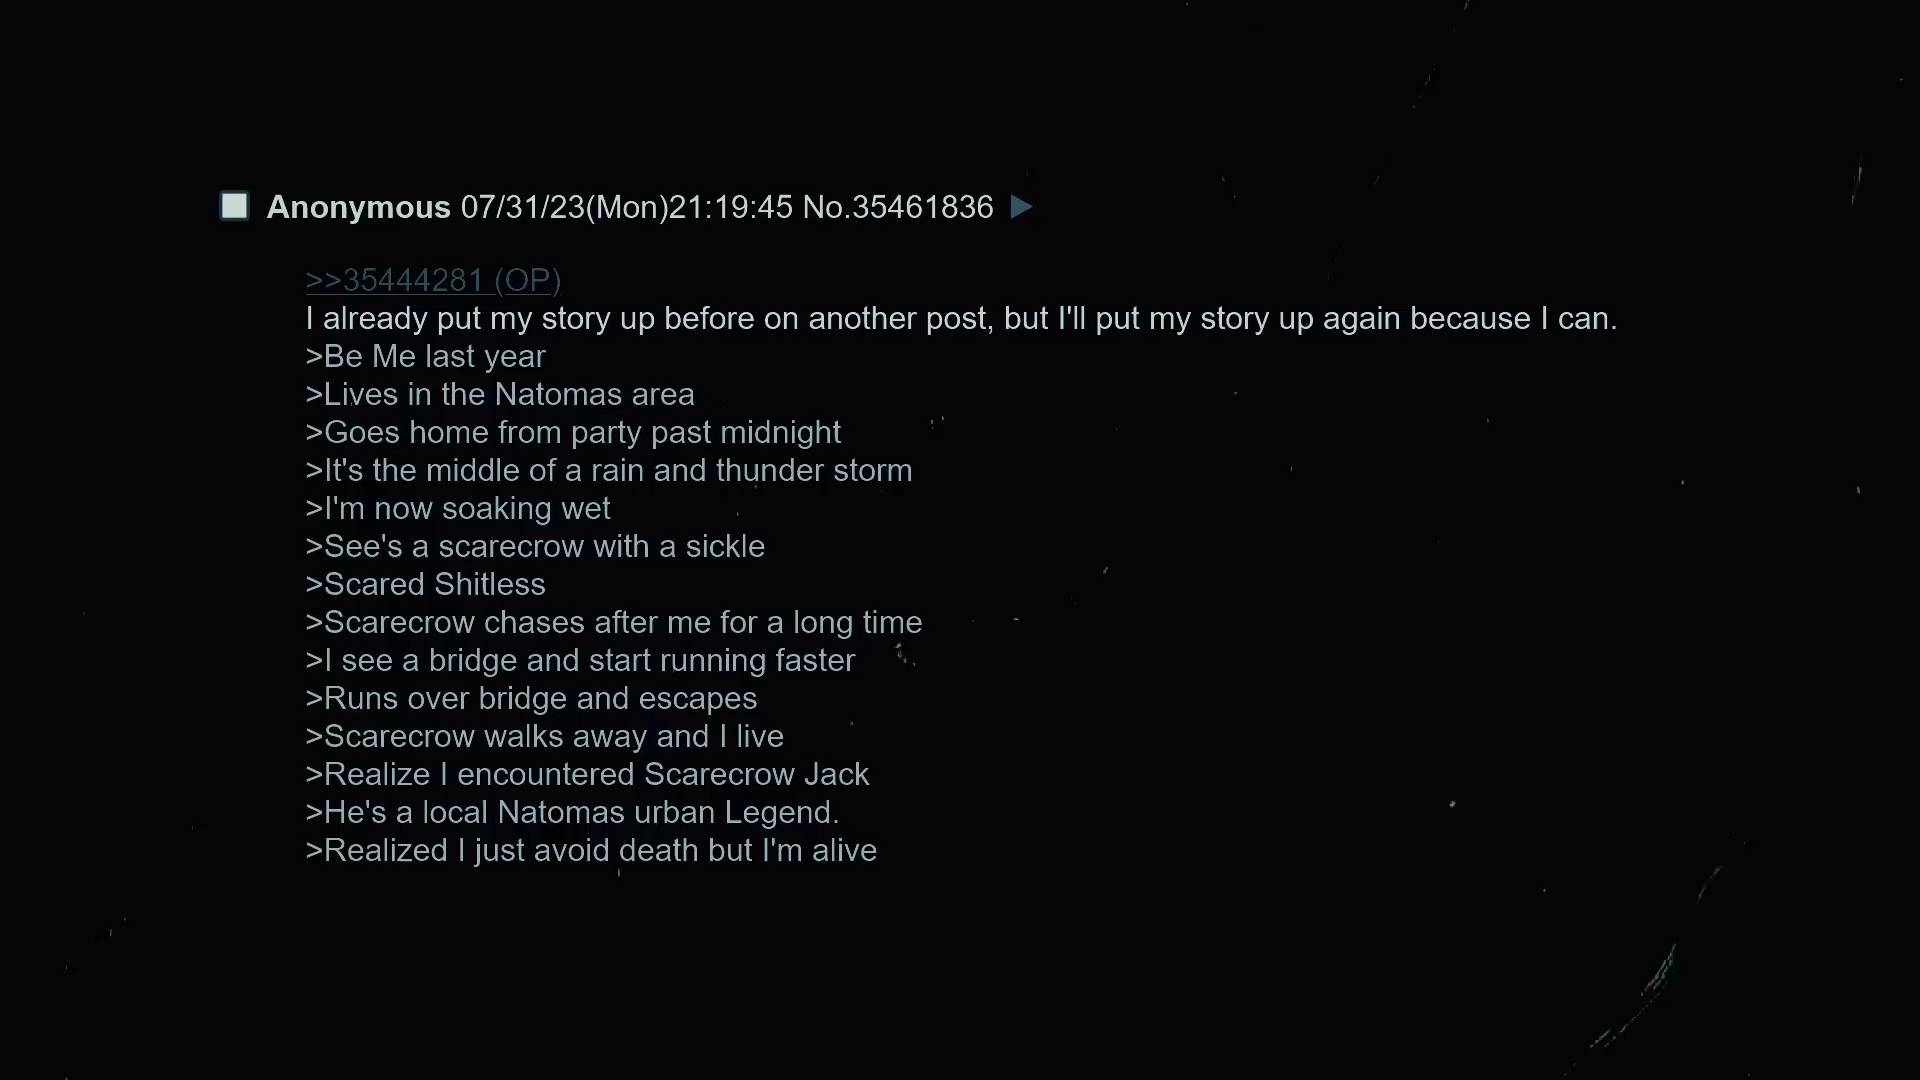 Anonymous 07/31/23(Mon)21:19:45 No.35461836
>>35444281 (OP)
I already put my story up before on another post, but I'll put my story up again because I can.
>Be Me last year
>Lives in the Natomas area
>Goes home from party past midnight
>It's the middle of a rain and thunder storm
>I'm now soaking wet
>See's a scarecrow with a sickle
>Scared Shitless
>Scarecrow chases after me for a long time
>I see a bridge and start running faster
>Runs over bridge and escapes
>Scarecrow walks away and I live
>Realize I encountered Scarecrow Jack
>He's a local Natomas urban Legend.
>Realized I just avoid death but I'm alive